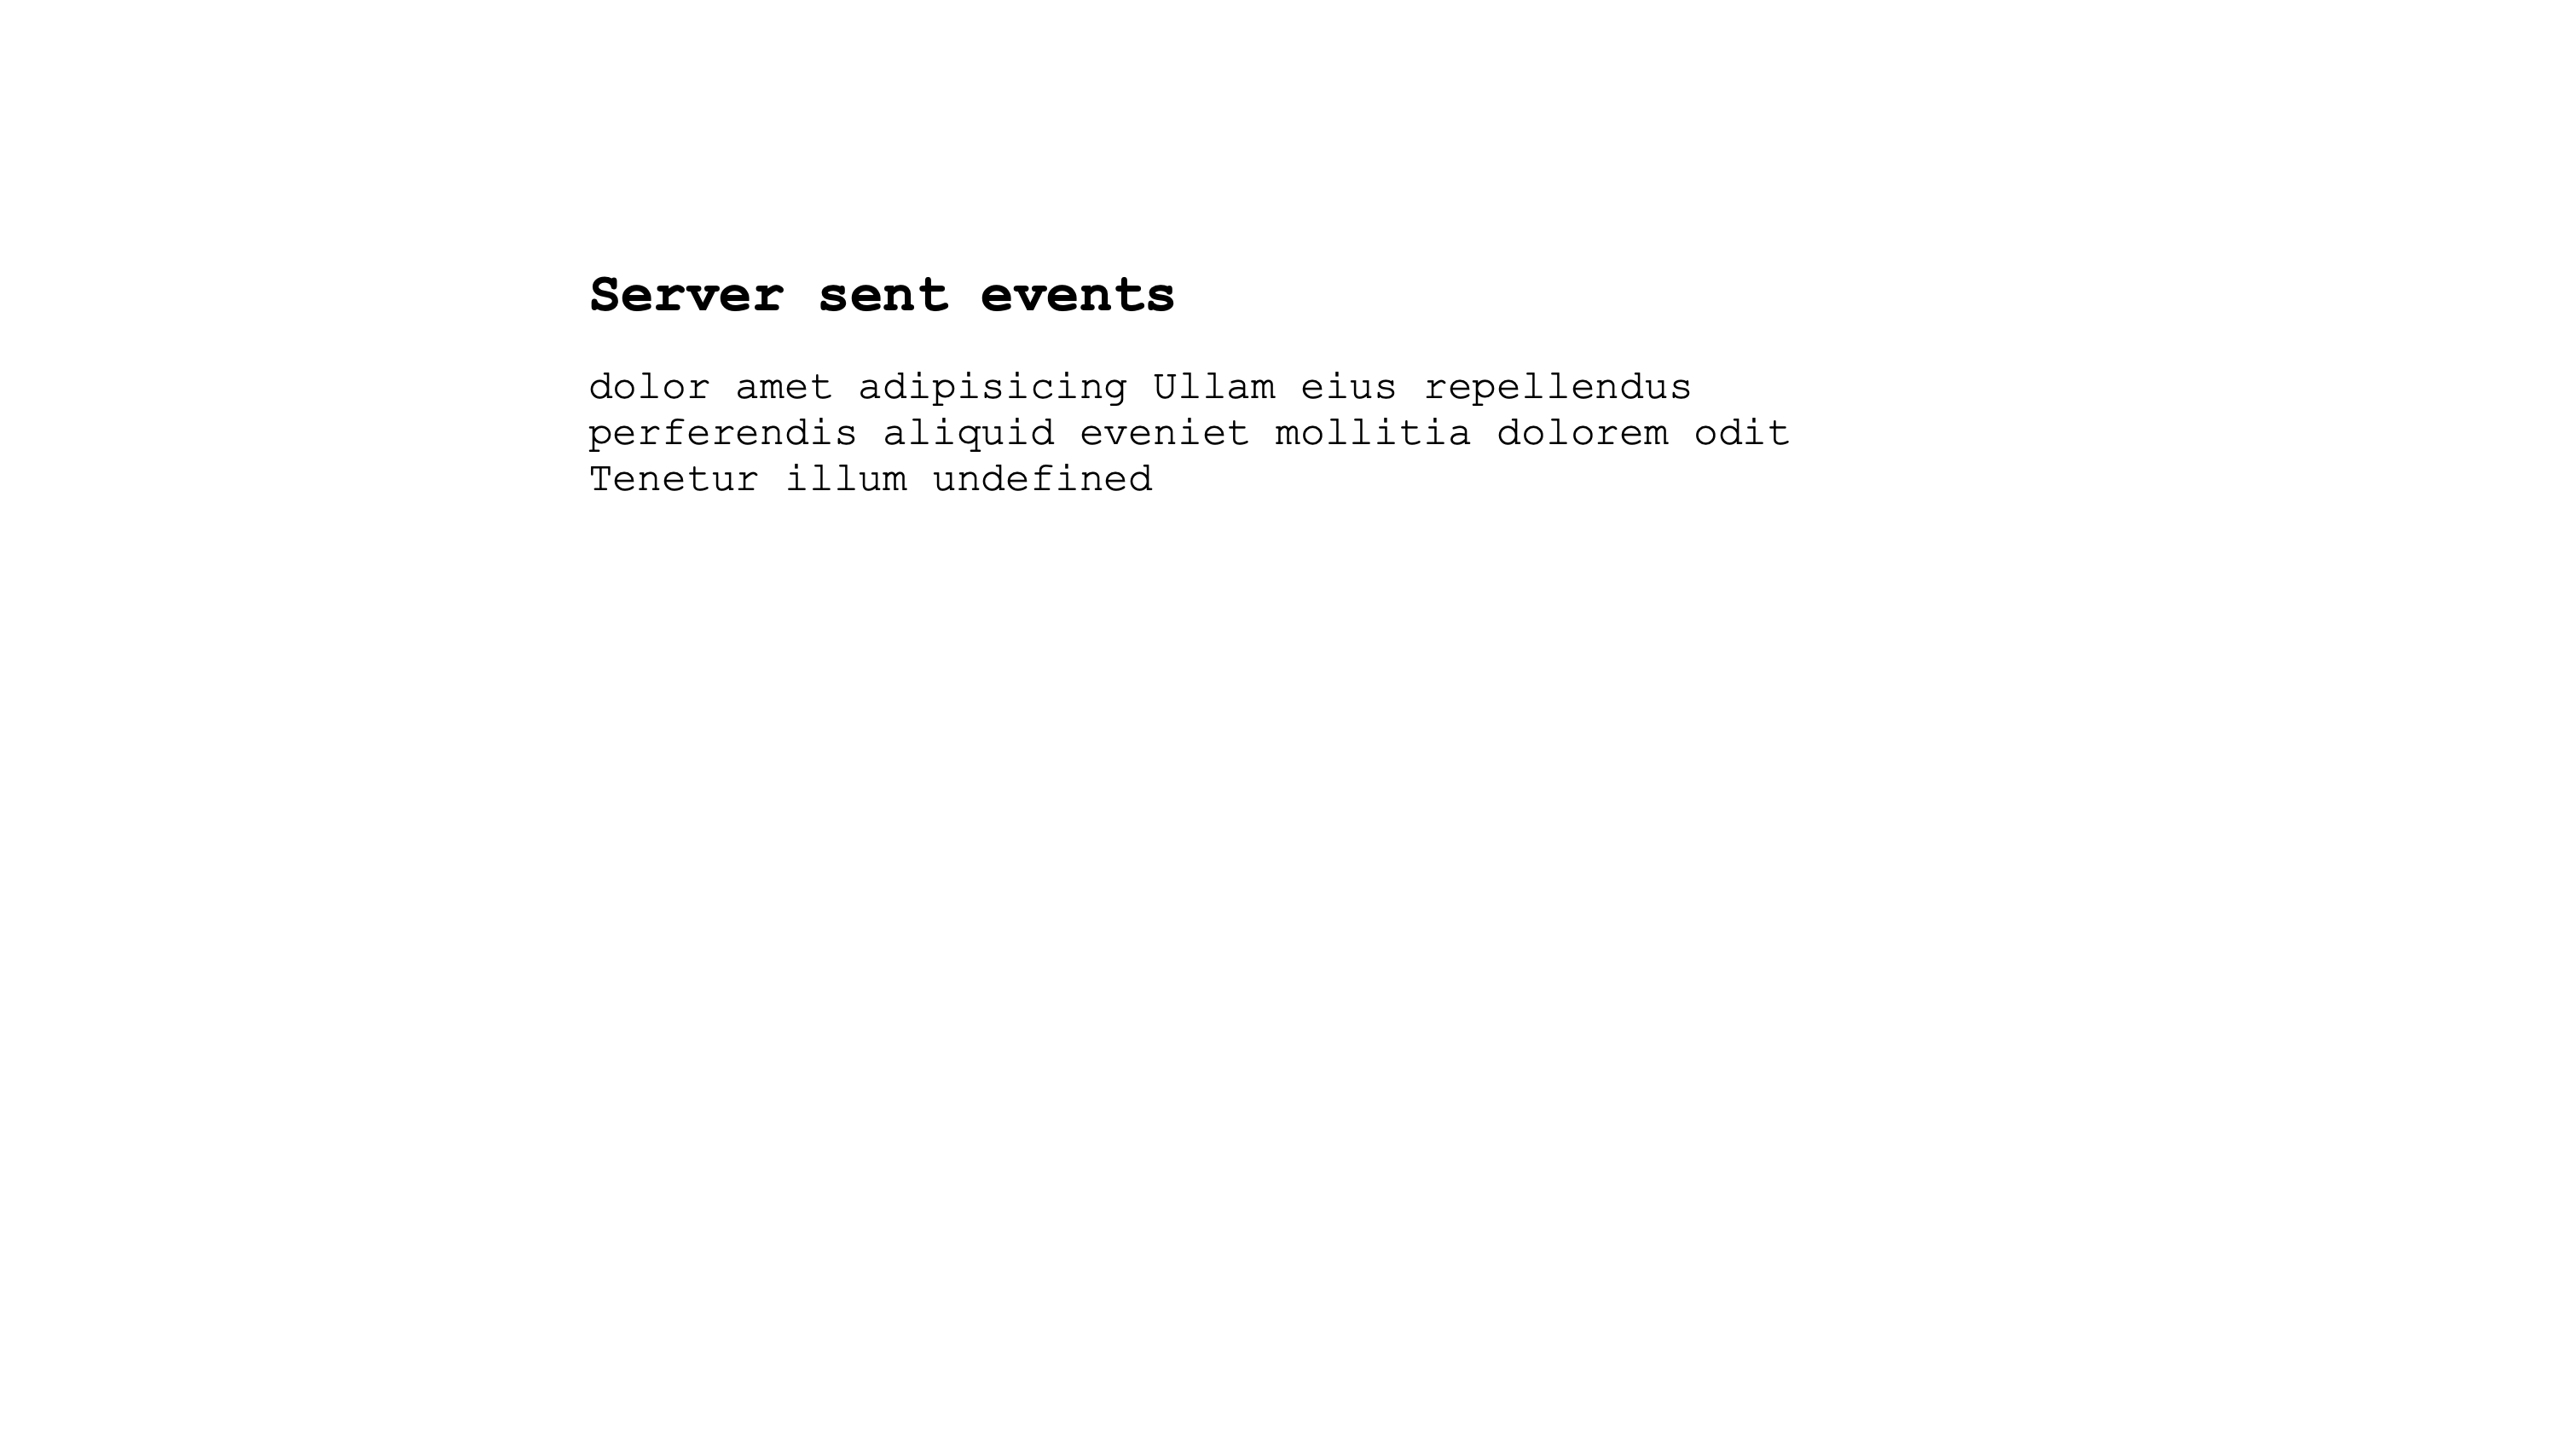 Server sent events
dolor amet adipisicing Ullam eius repellendus
perferendis aliquid eveniet mollitia dolorem odit
Tenetur illum undefined